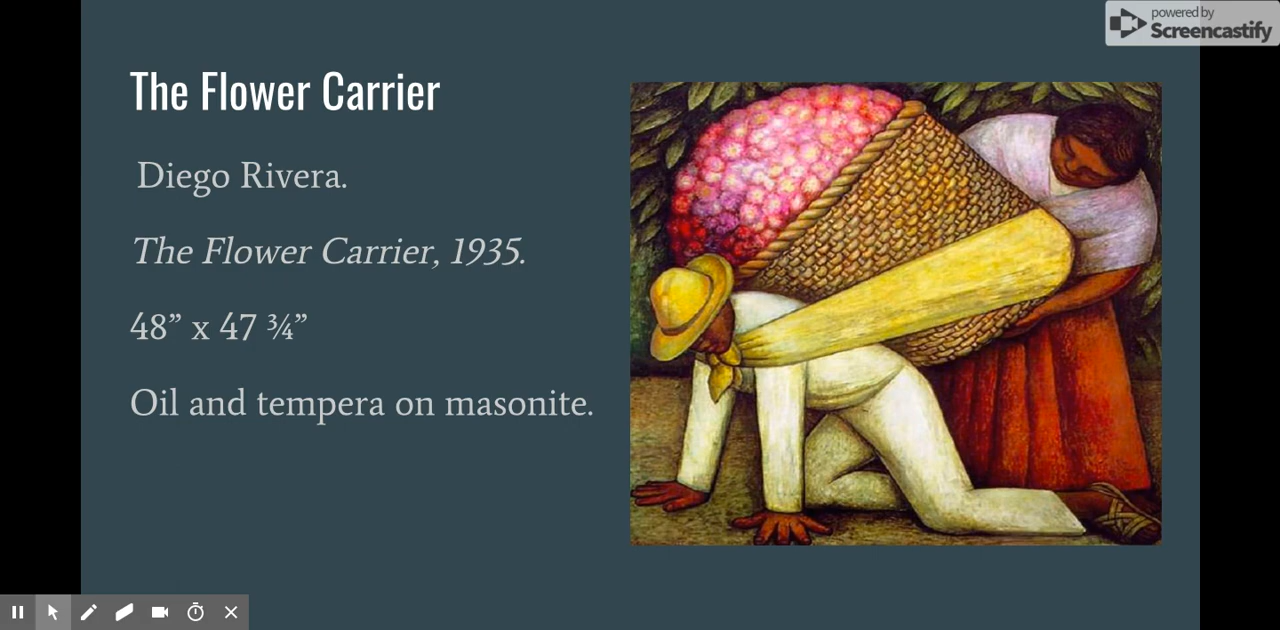 powered by
Screencastify
The Flower Carrier
Diego Rivera.
The Flower Carrier, 1935.
48” x 47 ¾”
Oil and tempera on masonite.